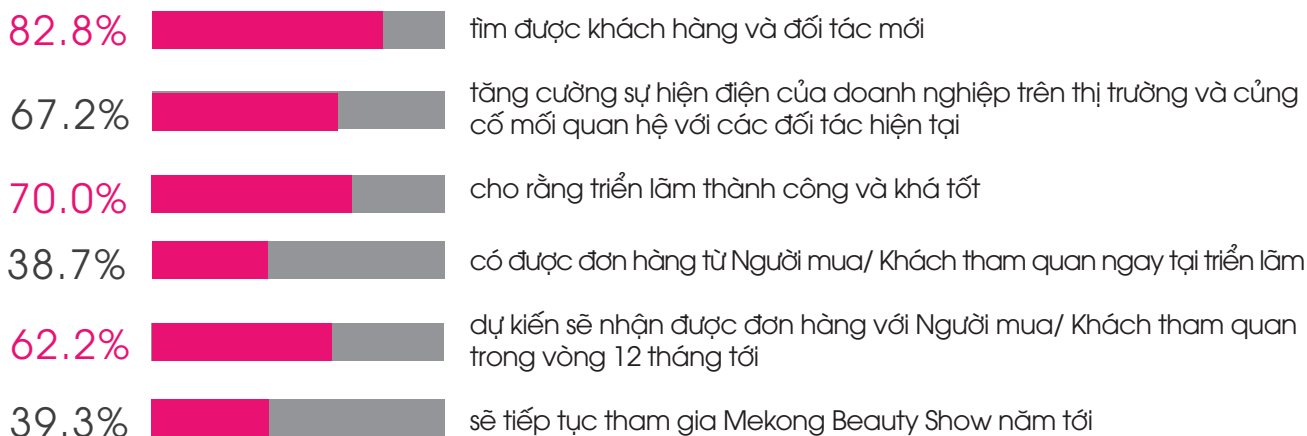 82.8% tìm được khách hàng và đối tác mới
67.2% tăng cường sự hiện điện của doanh nghiệp trên thị trường và củng
cố mối quan hệ với các đối tác hiện tại
70.0% cho rằng triển lãm thành công và khá tốt
38.7% có được đơn hàng từ Người mua/ Khách tham quan ngay tại triển lãm
62.2% dự kiến sẽ nhận được đơn hàng với Người mua/ Khách tham quan
trong vòng 12 tháng tới
39.3% sẽ tiếp tục tham gia Mekong Beauty Show năm tới